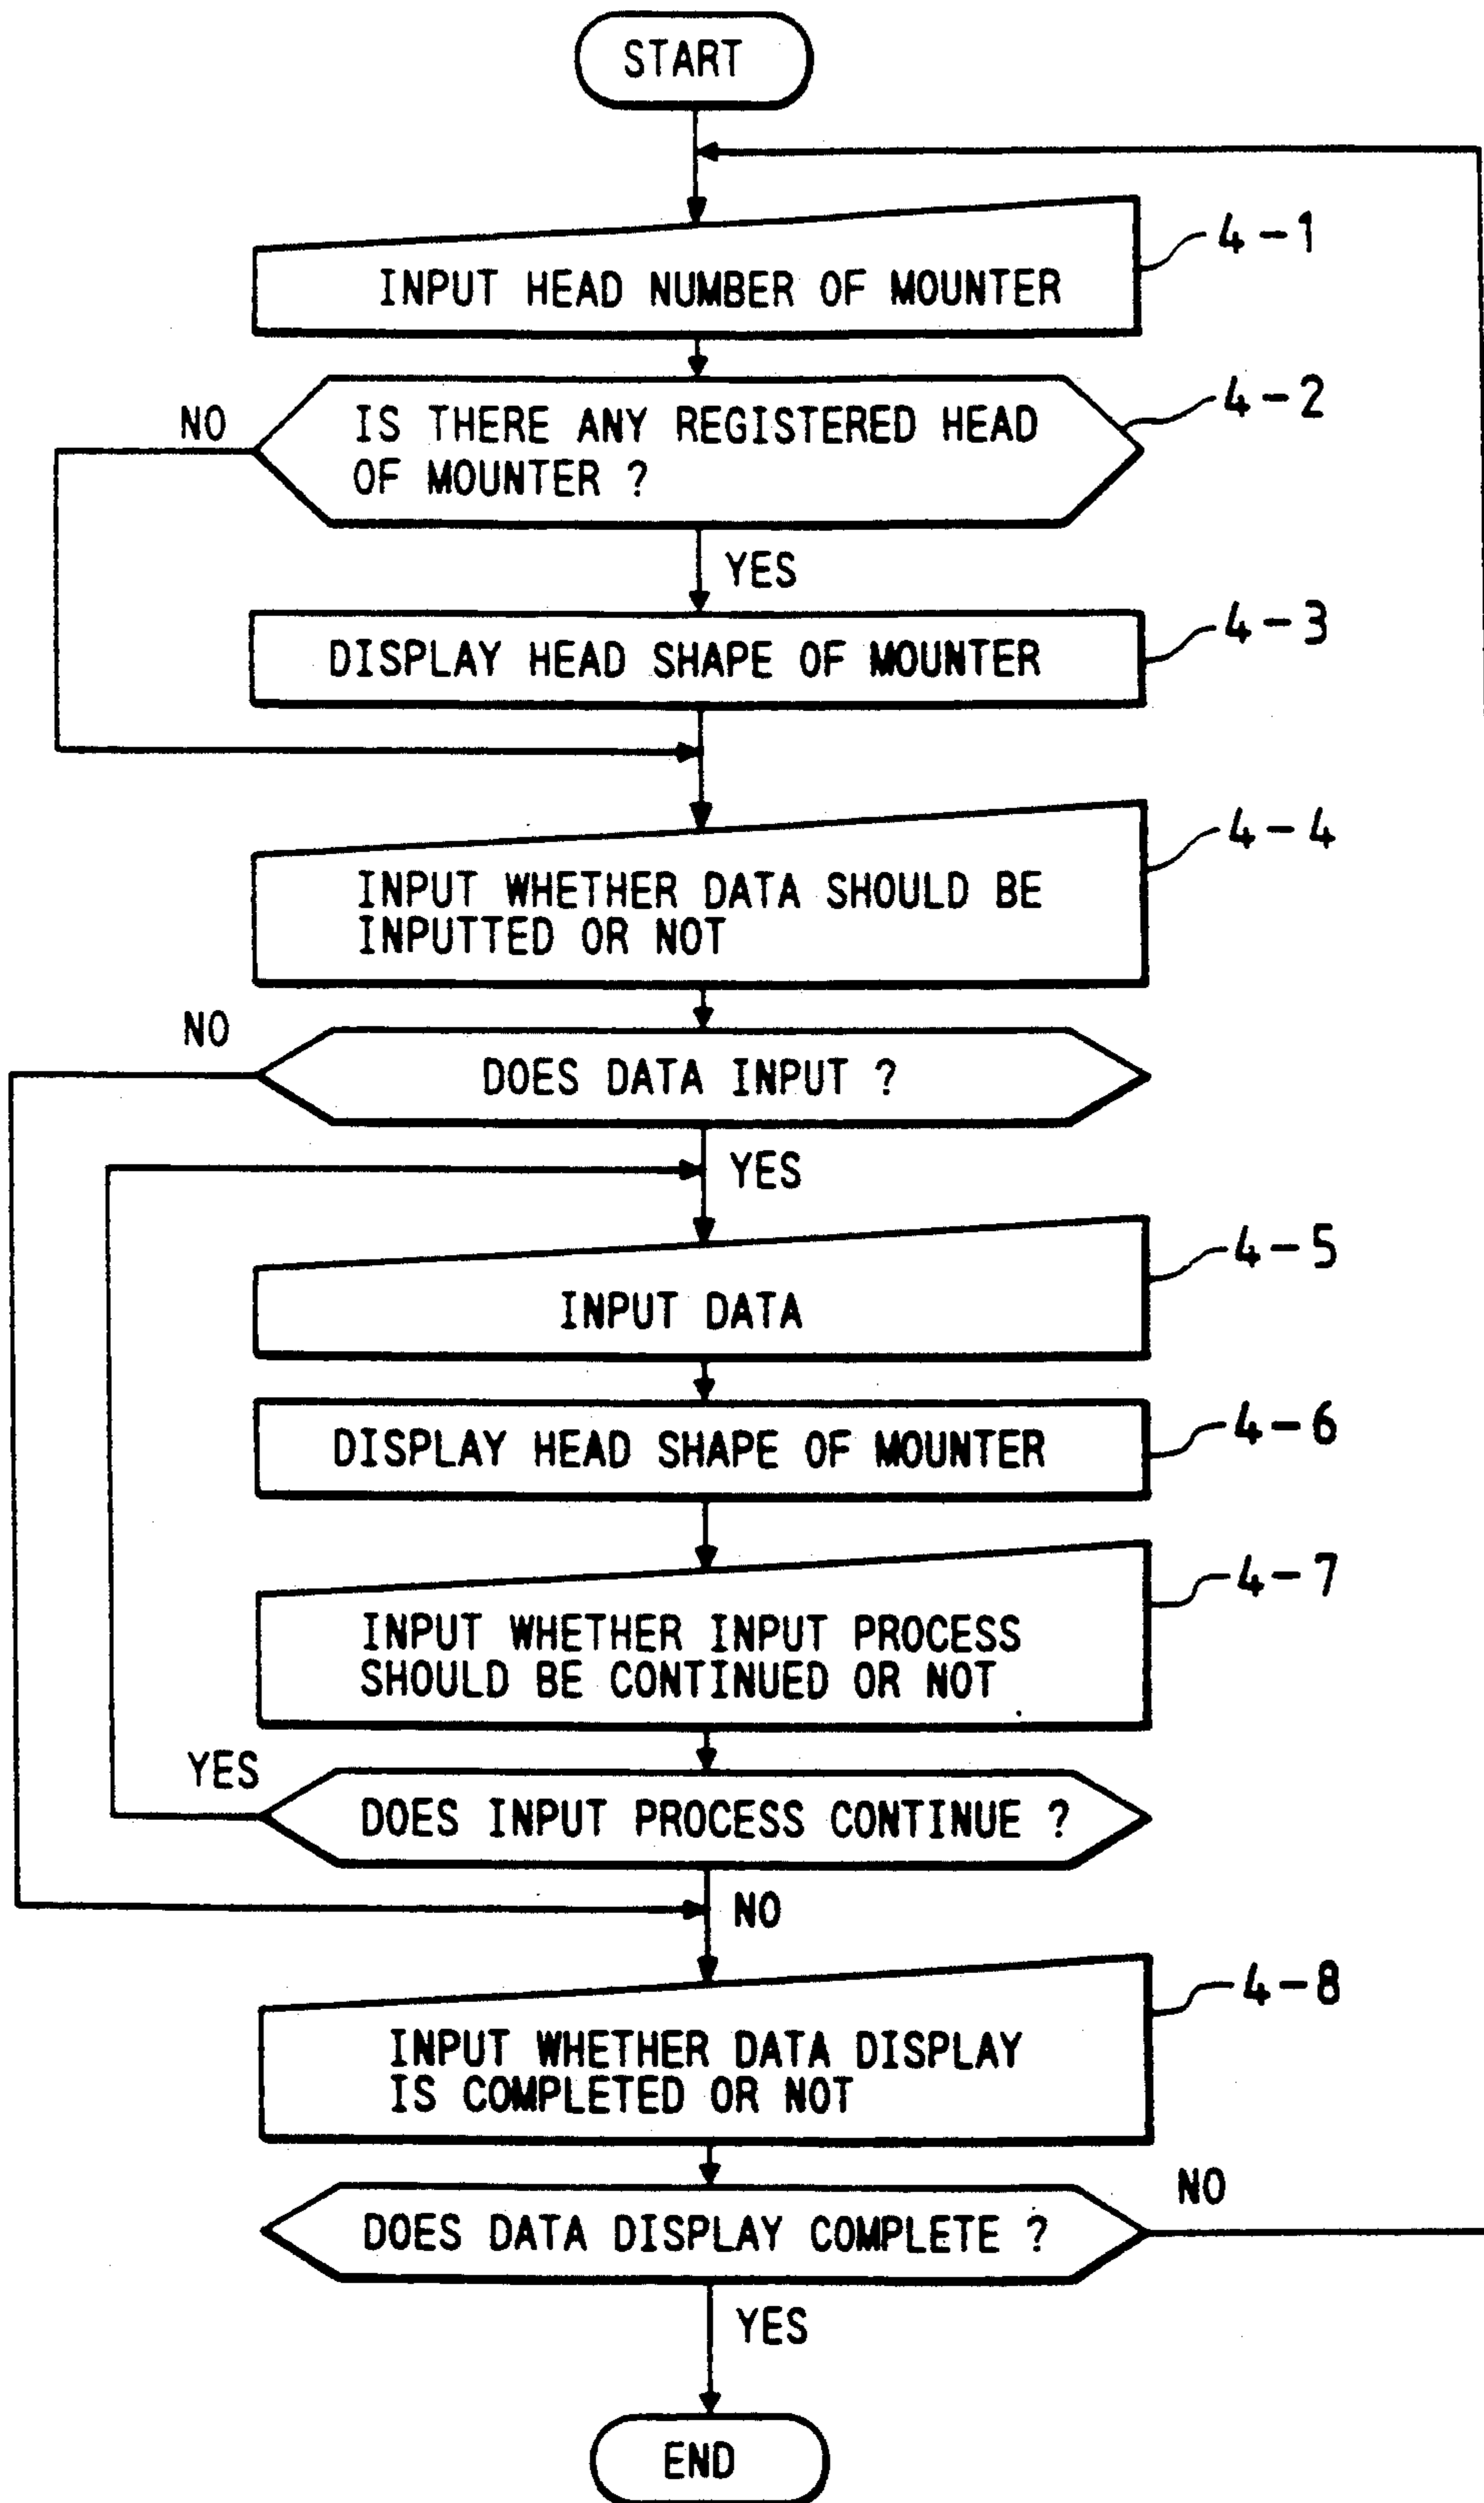 START
4-1
INPUT HEAD NUMBER OF MOUNTER
4-2
NO
IS THERE ANY REGISTERED HEAD
OF MOUNTER ?
YES
4-3
DISPLAY HEAD SHAPE OF MOUNTER
4-4
INPUT WHETHER DATA SHOULD BE
INPUTTED OR NOT
NO
DOES DATA INPUT ?
YES
4-5
INPUT DATA
4-6
DISPLAY HEAD SHAPE OF MOUNTER
4-7
INPUT WHETHER INPUT PROCESS
SHOULD BE CONTINUED OR NOT
YES
DOES INPUT PROCESS CONTINUE ?
NO
4-8
INPUT WHETHER DATA DISPLAY
IS COMPLETED OR NOT
NO
DOES DATA DISPLAY COMPLETE ?
YES
END